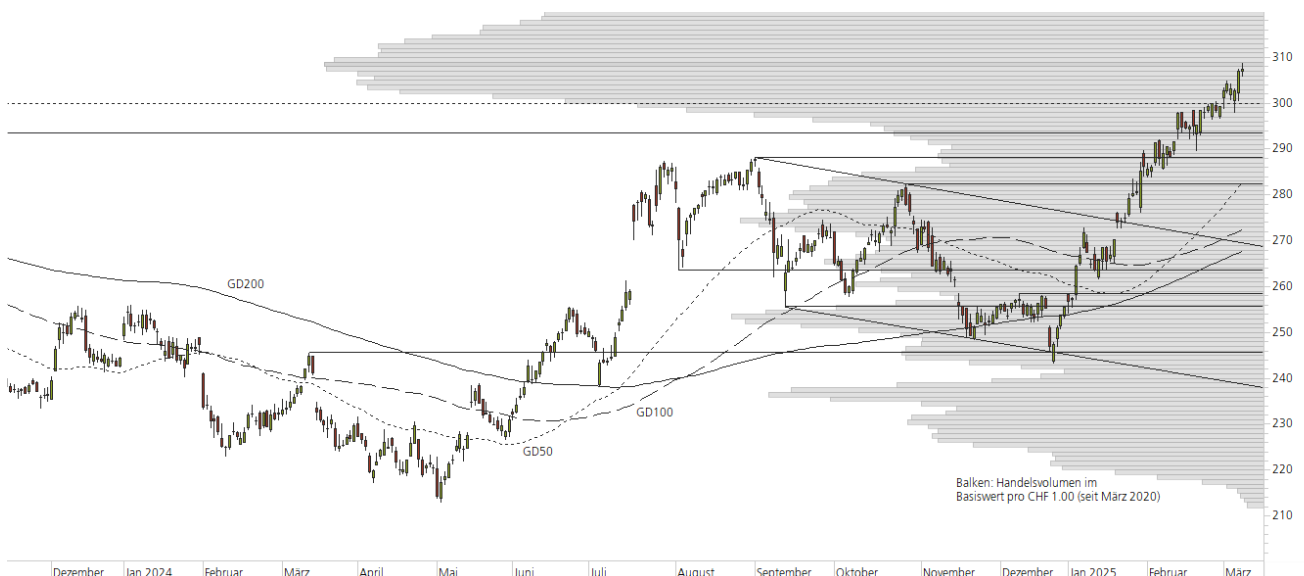 310
300
290
280
270
260
250
240
230
220
210
GD200
GD100
GD50
Balken: Handelsvolumen im
Basiswert pro CHF 1.00 (seit März 2020)
Dezember Jan 2024 Februar März April Mai Juni Juli August September Oktober November Dezember Jan 2025 Februar März